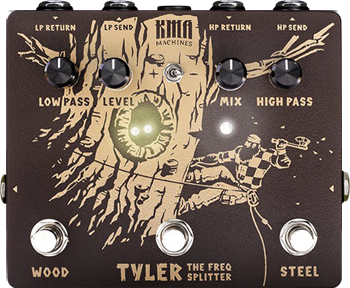 LP RETURN LP SEND HP RETURN HP SEND
KMA
MACHINES
LOW PASS LEVEL MIX HIGH PASS
WOOD TYLER THE FREQ SPLITTER STEEL